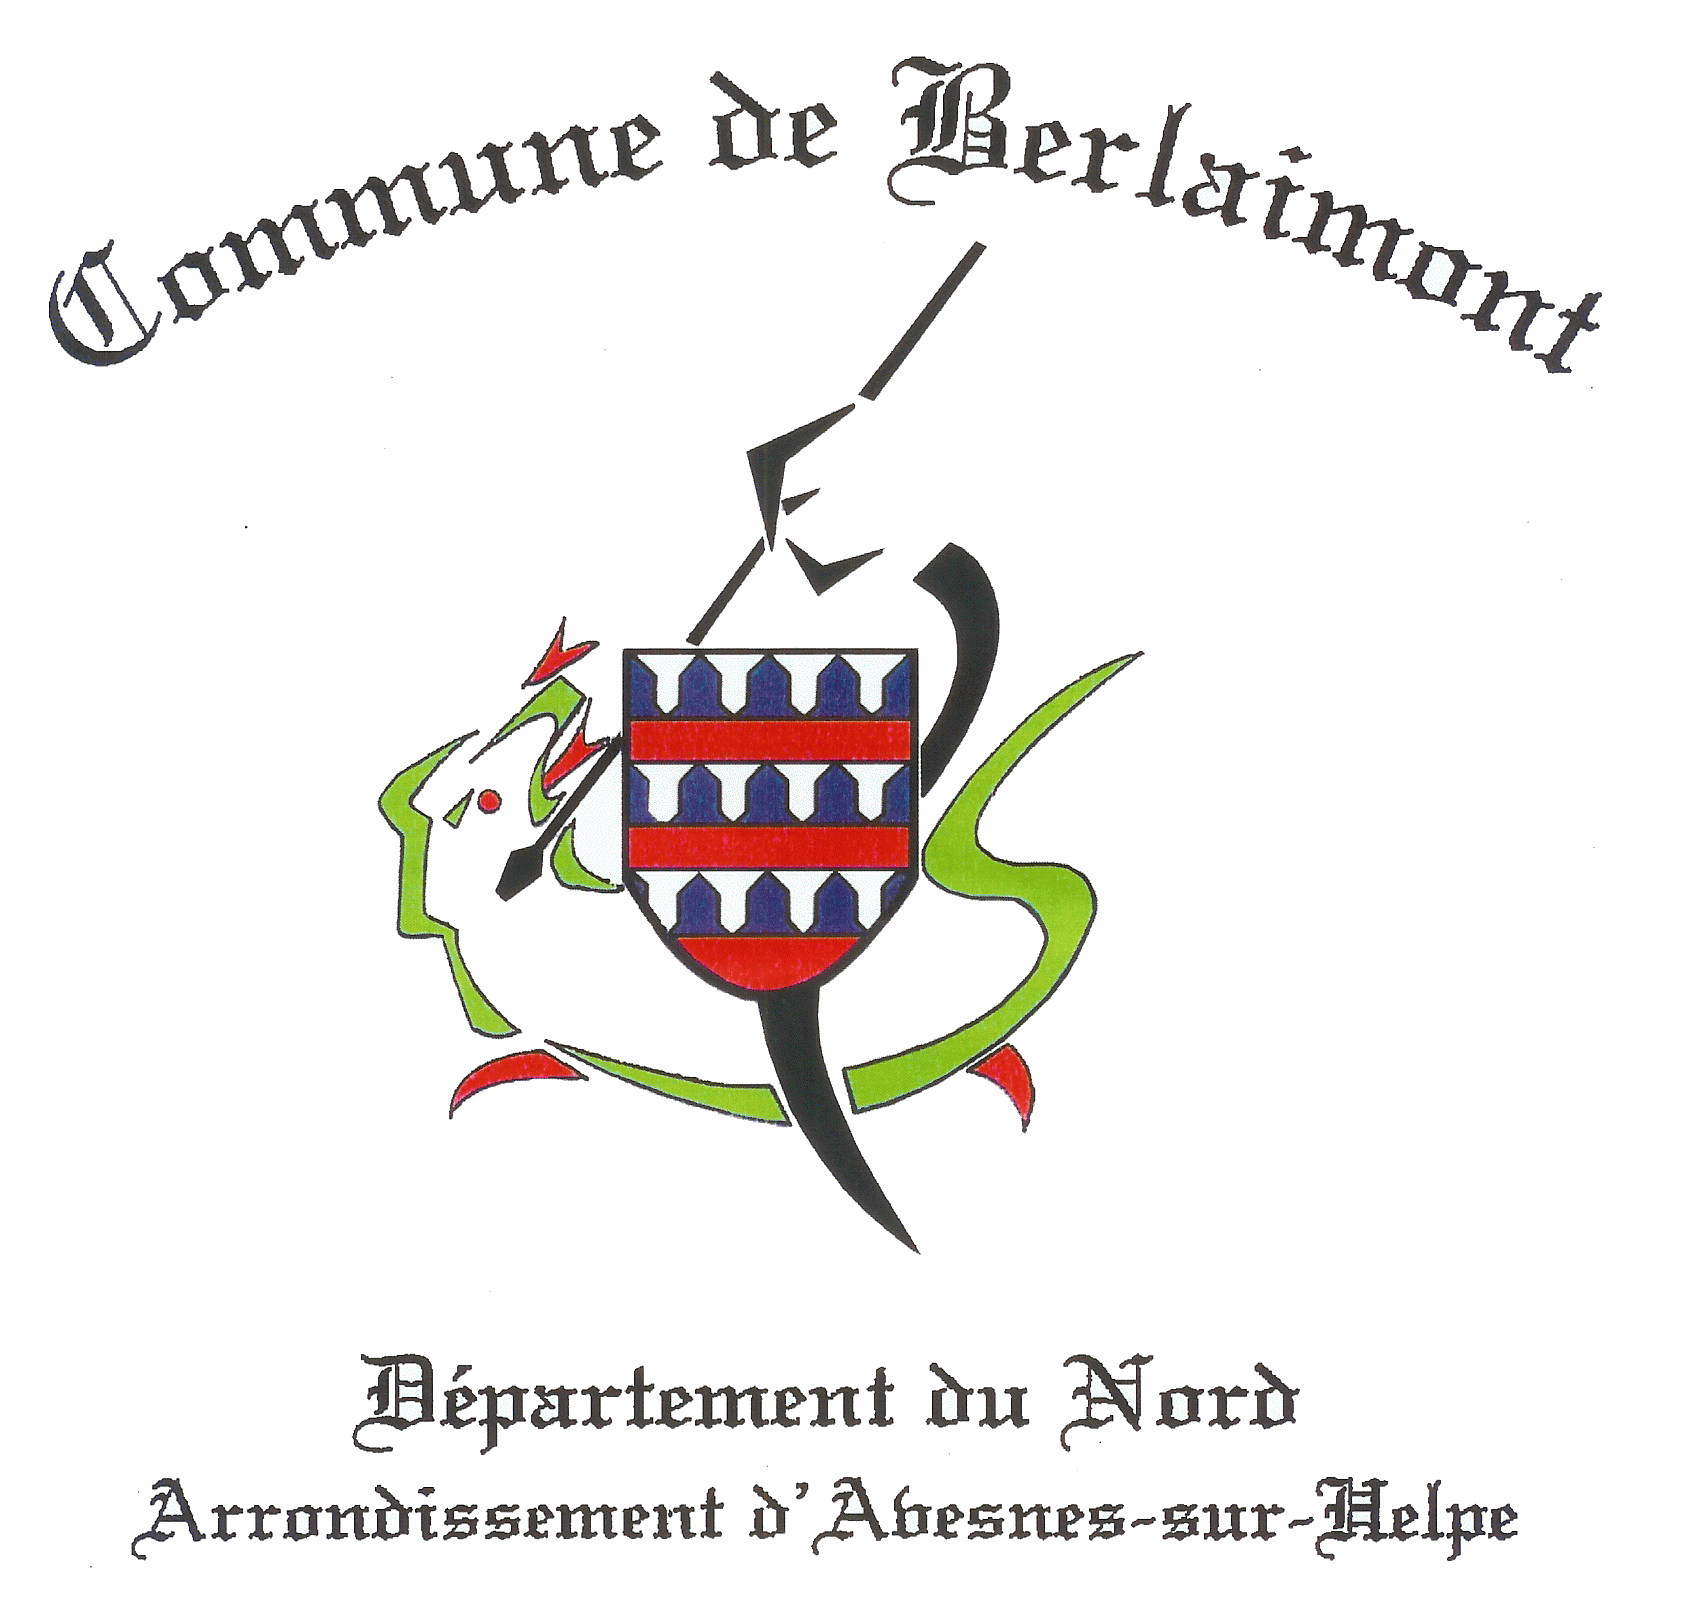 Commune de Berlaimont
Département du Nord
Arrondissement d'Avesnes-sur-Helpe